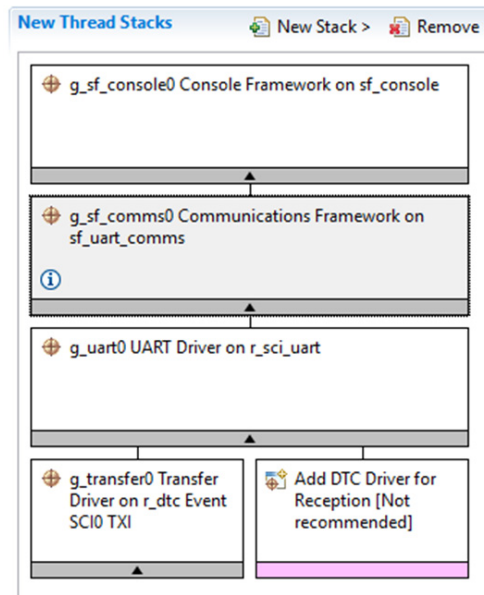 New Thread Stacks
New Stack >
Remove
g_sf_console0 Console Framework on sf_console
g_sf_comms0 Communications Framework on
sf_uart_comms
g_uart0 UART Driver on r_sci_uart
g_transfer0 Transfer
Driver on r_dtc Event
SCI0 TXI
Add DTC Driver for
Reception [Not
recommended]